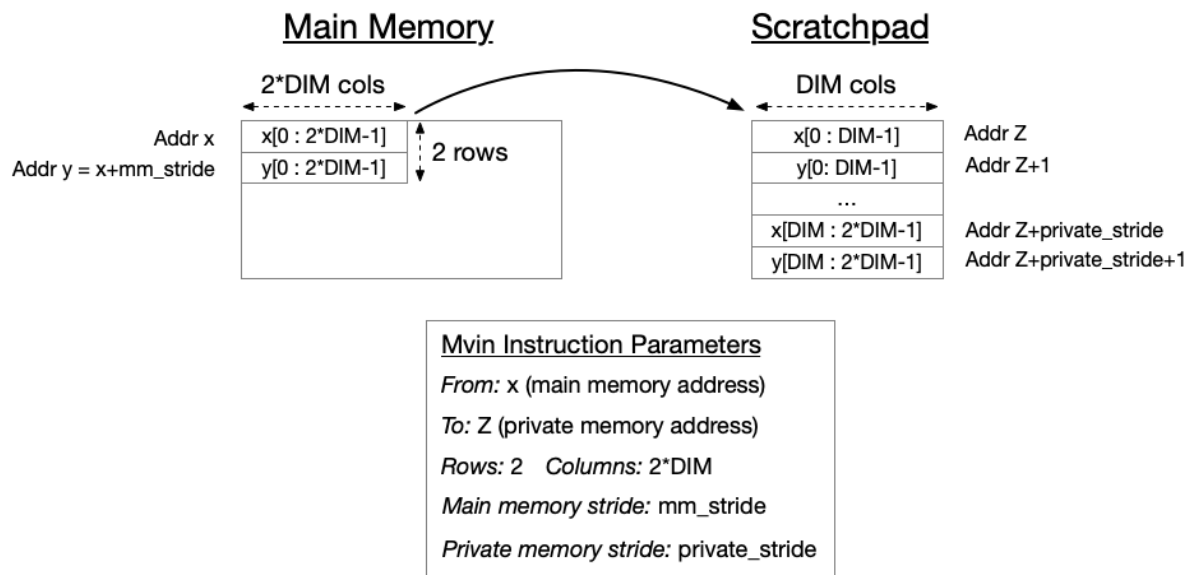 Main Memory
2*DIM cols
Addr x
x[0 : 2*DIM-1]
Addr y = x+mm_stride
y[0 : 2*DIM-1]
2 rows
Scratchpad
DIM cols
x[0 : DIM-1]
Addr Z
y[0: DIM-1]
Addr Z+1
...
x[DIM : 2*DIM-1]
Addr Z+private_stride
y[DIM : 2*DIM-1]
Addr Z+private_stride+1
Mvin Instruction Parameters
From: x (main memory address)
To: Z (private memory address)
Rows: 2 Columns: 2*DIM
Main memory stride: mm_stride
Private memory stride: private_stride